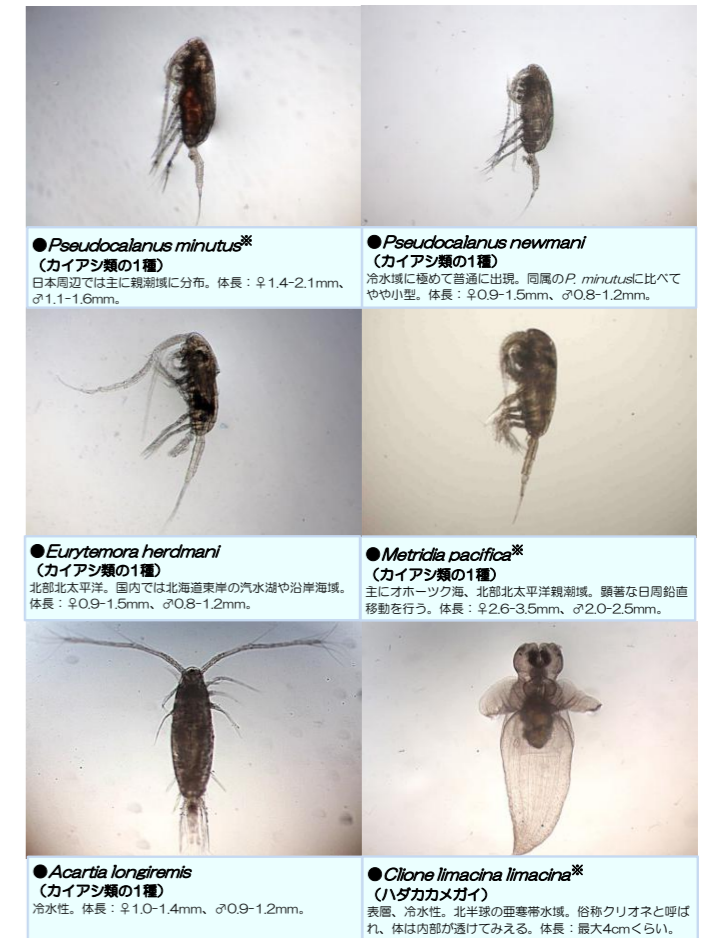 ●Pseudocalanus minutus※
（カイアシ類の1種）
日本周辺では主に親潮域に分布。体長：♀1.4-2.1mm、
♂1.1-1.6mm。
●Pseudocalanus newmani
（カイアシ類の1種）
冷水域に極めて普通に出現。同属のP. minutusに比べて
やや小型。体長：♀0.9-1.5mm、♂0.8-1.2mm。
●Eurytemora herdmani
（カイアシ類の1種）
北部北太平洋。国内では北海道東岸の汽水湖や沿岸海域。
体長：♀0.9-1.5mm、♂0.8-1.2mm。
●Metridia pacifica※
（カイアシ類の1種）
主にオホーツク海、北部北太平洋親潮域。顕著な日周鉛直
移動を行う。体長：♀2.6-3.5mm、♂2.0-2.5mm。
●Acartia longiremis
（カイアシ類の1種）
冷水性。体長：♀1.0-1.4mm、♂0.9-1.2mm。
●Clione limacina limacina※
（ハダカカメガイ）
表層、冷水性。北半球の亜寒帯水域。俗称クリオネと呼ば
れ、体は内部が透けてみえる。体長：最大4cmくらい。